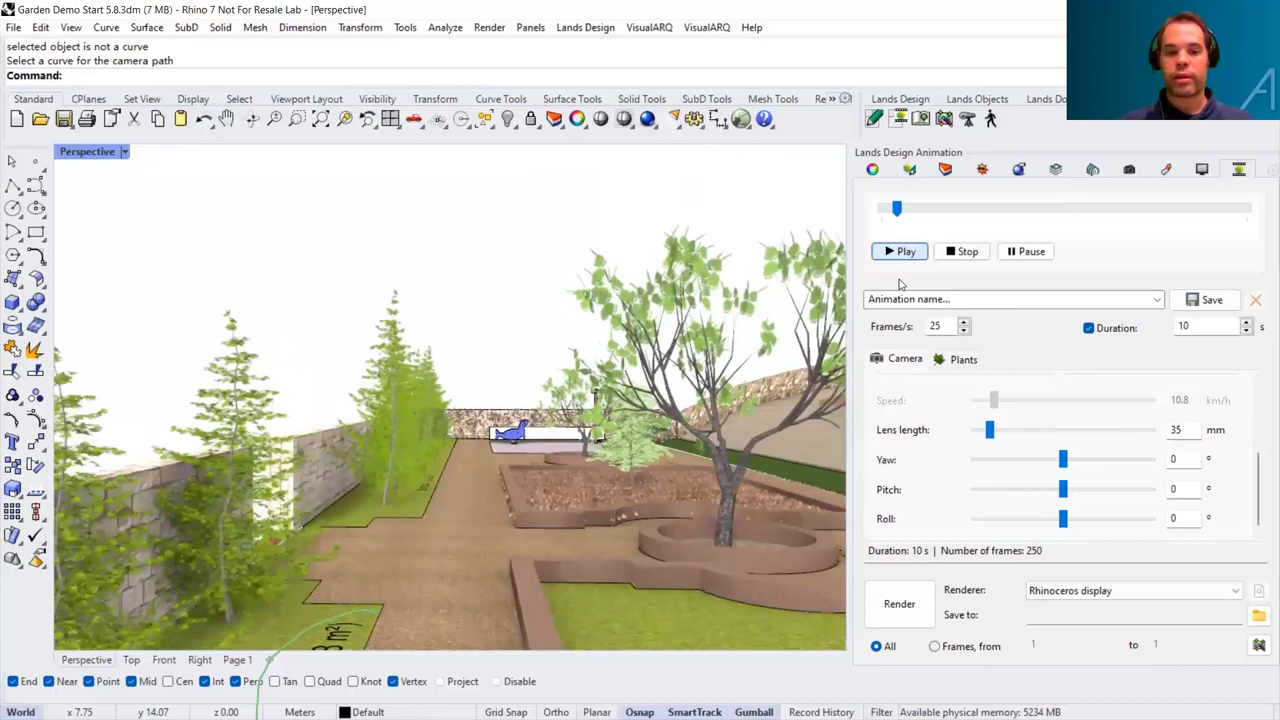 Garden Demo Start 5.8.3dm (7 MB) - Rhino 7 Not For Resale Lab - [Perspective]
File Edit View Curve Surface SubD Solid Mesh Dimension Transform Tools Analyze Render Panels Lands Design VisualARQ VisualARQ Help
selected object is not a curve
Select a curve for the camera path
Command:
Standard CPlanes Set View Display Select Viewport Layout Visibility Transform Curve Tools Surface Tools Solid Tools SubD Tools Mesh Tools Re »
Lands Design Lands Objects Lands Do
Perspective
Lands Design Animation
Play Stop Pause
Animation name... Save
Frames/s: 25 Duration: 10 s
Camera Plants
Speed: 10.8 km/h
Lens length: 35 mm
Yaw: 0 °
Pitch: 0 °
Roll: 0 °
Duration: 10 s | Number of frames: 250
Render Renderer: Rhinoceros display
Save to:
All Frames, from 1 to 1
3 m²)
Perspective Top Front Right Page 1
End Near Point Mid Cen Int Perp Tan Quad Knot Vertex Project Disable
World x 7.75 y 14.07 z 0.00 Meters Default Grid Snap Ortho Planar Osnap SmartTrack Gumball Record History Filter Available physical memory: 5234 MB